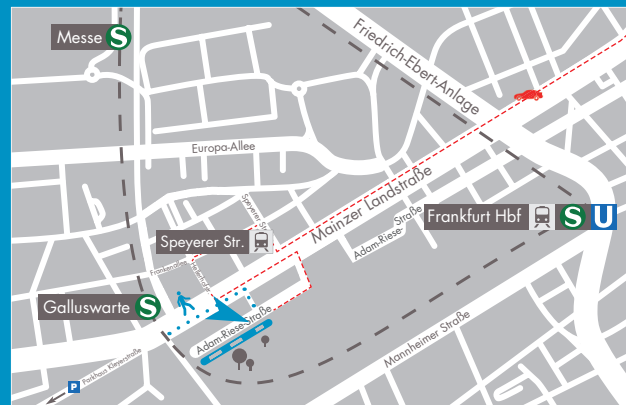 Messe S
Friedrich-Ebert-Anlage
Europa-Allee
Mainzer Landstraße
Speyerer Str.
Frankfurt Hbf S U
Adam-Riese-
Straße
Speyerer Str.
Frankenallee
Galluswarte S
Adam-Riese-Straße
Mannheimer Straße
P
Parkhaus Kleyerstraße